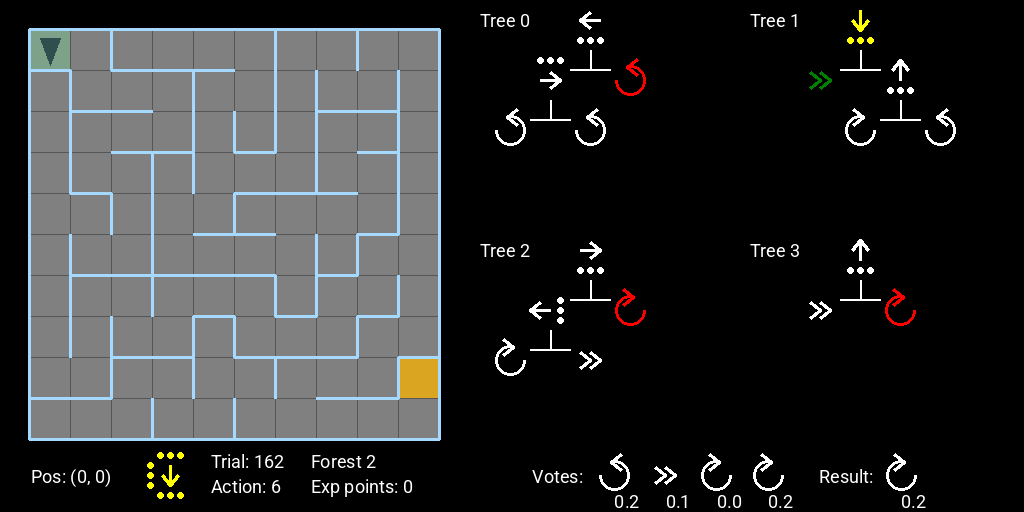 Tree 0
Tree 1
Tree 2
Tree 3
Pos: (0, 0)
Trial: 162
Forest 2
Action: 6
Exp points: 0
Votes:
0.2
0.1
0.0
0.2
Result:
0.2